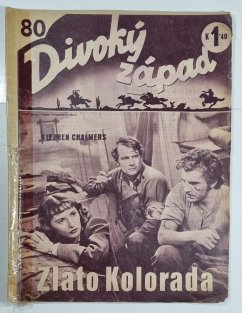 80
Divoký
západ
K 1·40
STEPHEN CHALMERS
Zlato Kolorada